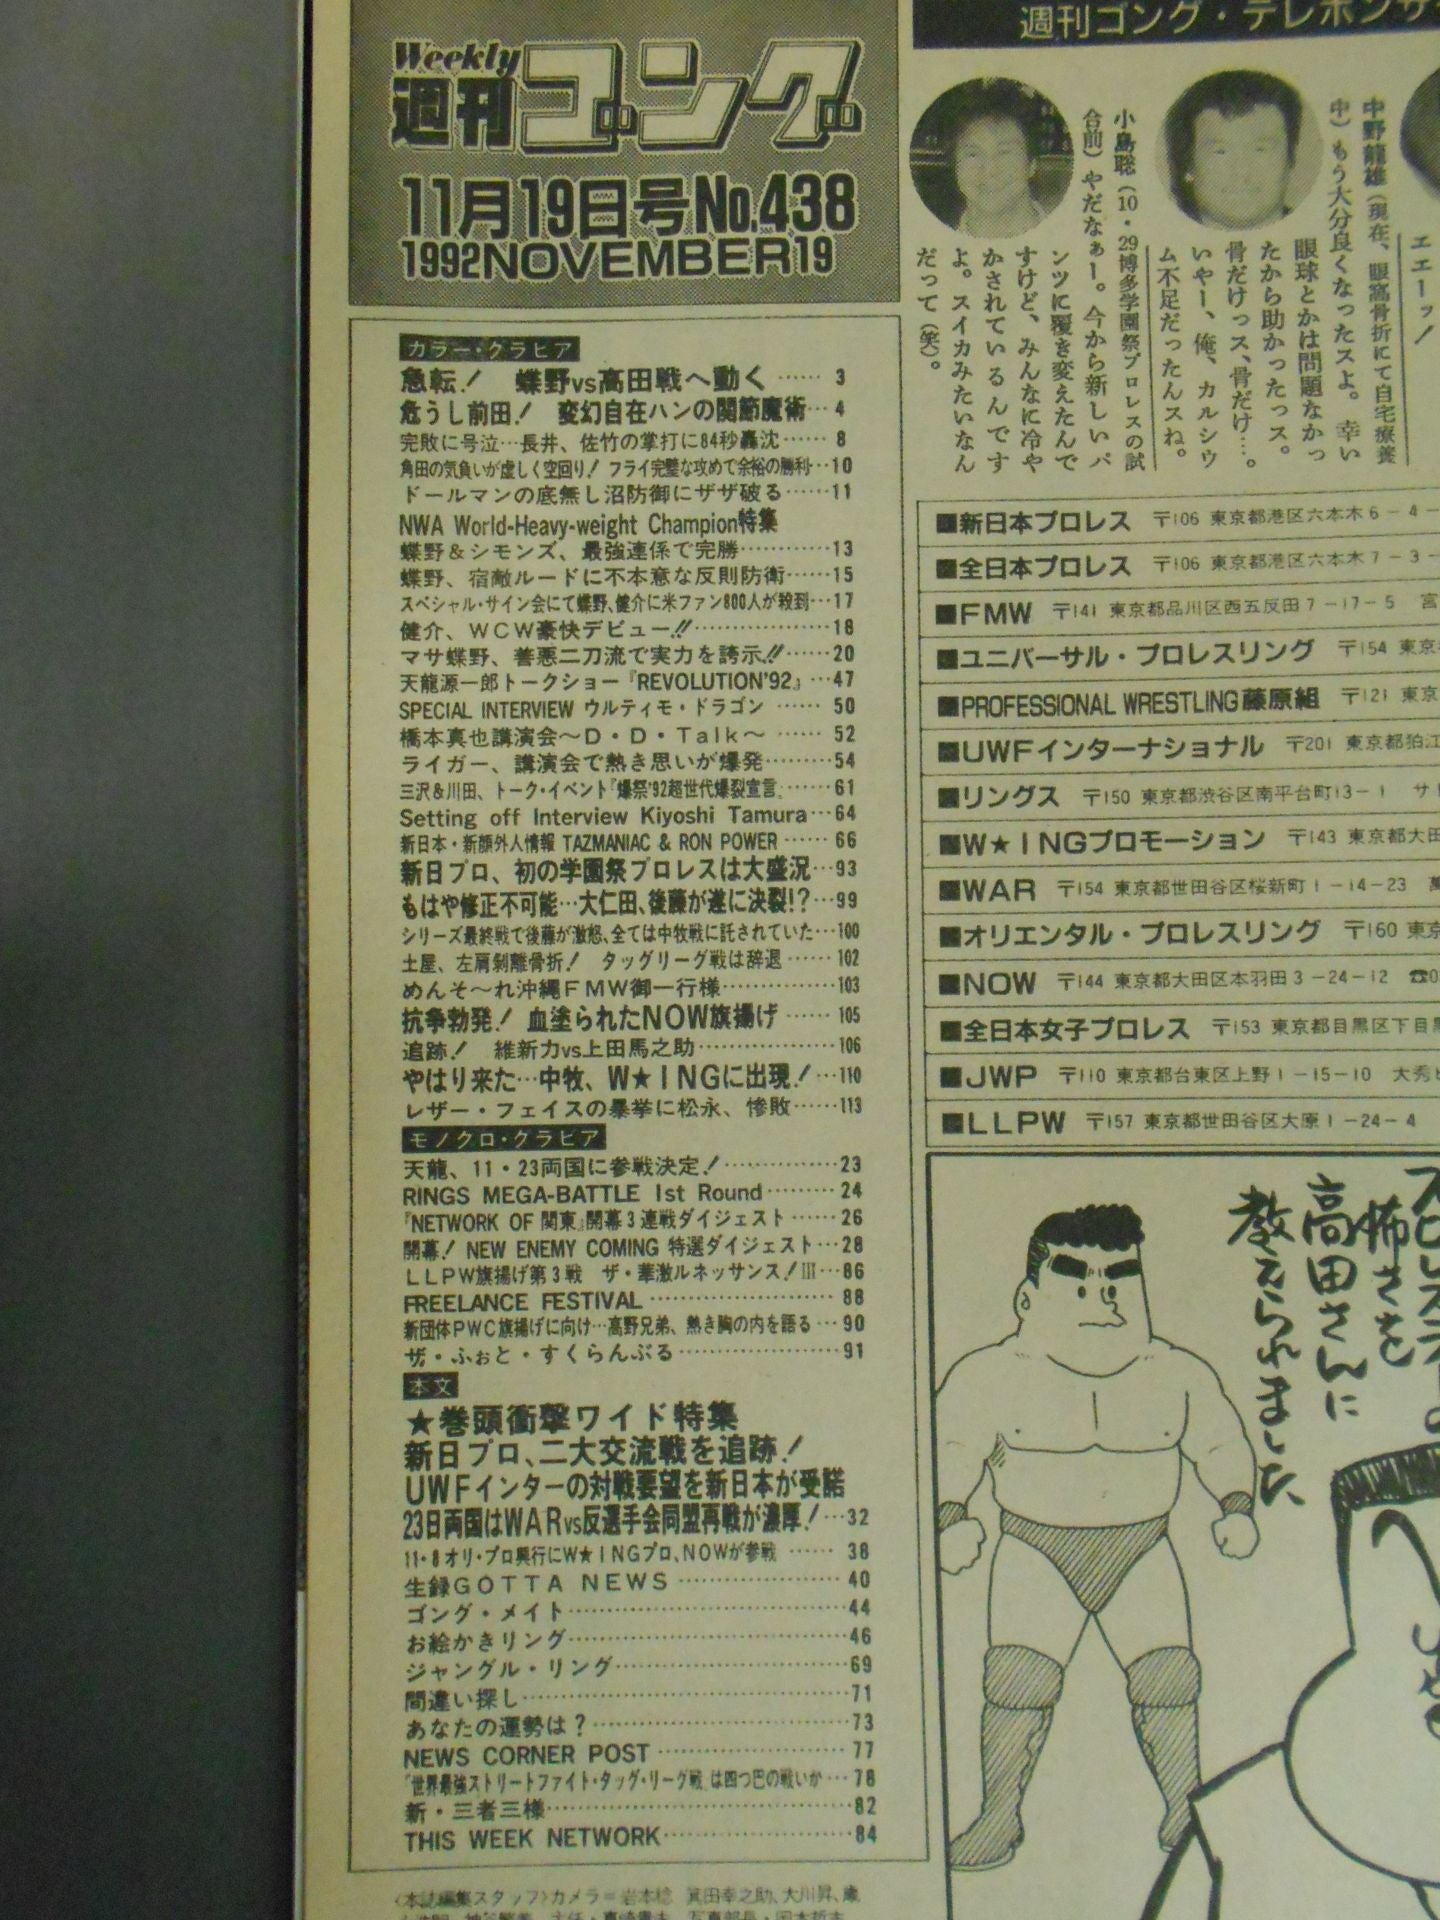 Weekly
週刊ゴング
11月19日号No.438
1992NOVEMBER19
カラー・グラビア
急転！ 蝶野vs高田戦へ動く……3
危うし前田！ 変幻自在ハンの関節魔術…4
完敗に号泣…長井、佐竹の掌打に84秒轟沈……8
角田の気負いが虚しく空回り！ フライ完璧な攻めで余裕の勝利…10
ドールマンの底無し沼防御にザザ破る……11
NWA World-Heavy-weight Champion特集
蝶野＆シモンズ、最強連係で完勝…………13
蝶野、宿敵ルードに不本意な反則防衛……15
スペシャル・サイン会にて蝶野、健介に米ファン800人が殺到…17
健介、WCW豪快デビュー!!………………18
マサ蝶野、善悪二刀流で実力を誇示!!……20
天龍源一郎トークショー『REVOLUTION'92』…47
SPECIAL INTERVIEW ウルティモ・ドラゴン……50
橋本真也講演会～D・D・Talk～……52
ライガー、講演会で熱き思いが爆発………54
三沢＆川田、トーク・イベント『爆祭'92超世代爆裂宣言』……61
Setting off Interview Kiyoshi Tamura…64
新日本・新顔外人情報 TAZMANIAC & RON POWER……66
新日プロ、初の学園祭プロレスは大盛況…93
もはや修正不可能…大仁田、後藤が遂に決裂!?…99
シリーズ最終戦で後藤が激怒、全ては中牧戦に託されていた…100
土屋、左肩剝離骨折！ タッグリーグ戦は辞退……102
めんそ～れ沖縄FMW御一行様……………103
抗争勃発！ 血塗られたNOW旗揚げ……105
追跡！ 維新力vs上田馬之助………………106
やはり来た…中牧、W★INGに出現！…110
レザー・フェイスの暴挙に松永、惨敗……113
モノクロ・グラビア
天龍、11・23両国に参戦決定！……………23
RINGS MEGA-BATTLE 1st Round………24
『NETWORK OF 関東』開幕3連戦ダイジェスト……26
開幕！ NEW ENEMY COMING 特選ダイジェスト…28
LLPW旗揚げ第3戦 ザ・華激ルネッサンス！III…86
FREELANCE FESTIVAL……………………88
新団体PWC旗揚げに向け…高野兄弟、熱き胸の内を語る…90
ザ・ふぉと・すくらんぶる…………………91
本文
★巻頭衝撃ワイド特集
新日プロ、二大交流戦を追跡！
UWFインターの対戦要望を新日本が受諾
23日両国はWARvs反選手会同盟再戦が濃厚！…32
11・8オリ・プロ興行にW★INGプロ、NOWが参戦……38
生録GOTTA NEWS…………………40
ゴング・メイト………………………………44
お絵かきリング………………………………46
ジャングル・リング…………………………69
間違い探し……………………………………71
あなたの運勢は？……………………………73
NEWS CORNER POST……………………77
「世界最強ストリートファイト・タッグ・リーグ戦」は四つ巴の戦いか…78
新・三者三様…………………………………82
THIS WEEK NETWORK……………………84
〈本誌編集スタッフ〉カメラ＝岩本稔 箕田幸之助、大川昇、
週刊ゴング・テレホンサ
中野龍雄（現在、眼窩骨折にて自宅療養
中）もう大分良くなったスよ。幸い
眼球とかは問題なかっ
たから助かったっス。
骨だけっス、骨だけ…。
いやー、俺、カルシウ
ム不足だったんスね。
小島聡（10・29博多学園祭プロレスの試
合前）やだなぁー。今から新しいパ
ンツに履き変えたんで
すけど、みんなに冷や
かされているんです
よ。スイカみたいなん
だって（笑）。
エエーッ！
■新日本プロレス 〒106 東京都港区六本木6-4-
■全日本プロレス 〒106 東京都港区六本木7-3-
■FMW 〒141 東京都品川区西五反田7-17-5 宮
■ユニバーサル・プロレスリング 〒154 東京
■PROFESSIONAL WRESTLING藤原組 〒121 東京
■UWFインターナショナル 〒201 東京都狛江
■リングス 〒150 東京都渋谷区南平台町13-1 サ
■W★INGプロモーション 〒143 東京都大田
■WAR 〒154 東京都世田谷区桜新町1-14-23 萬
■オリエンタル・プロレスリング 〒160 東京
■NOW 〒144 東京都大田区本羽田3-24-12 ☎0
■全日本女子プロレス 〒153 東京都目黒区下目
■JWP 〒110 東京都台東区上野1-15-10 大秀ビ
■LLPW 〒157 東京都世田谷区大原1-24-4
怖さを
高田さんに
教えられました